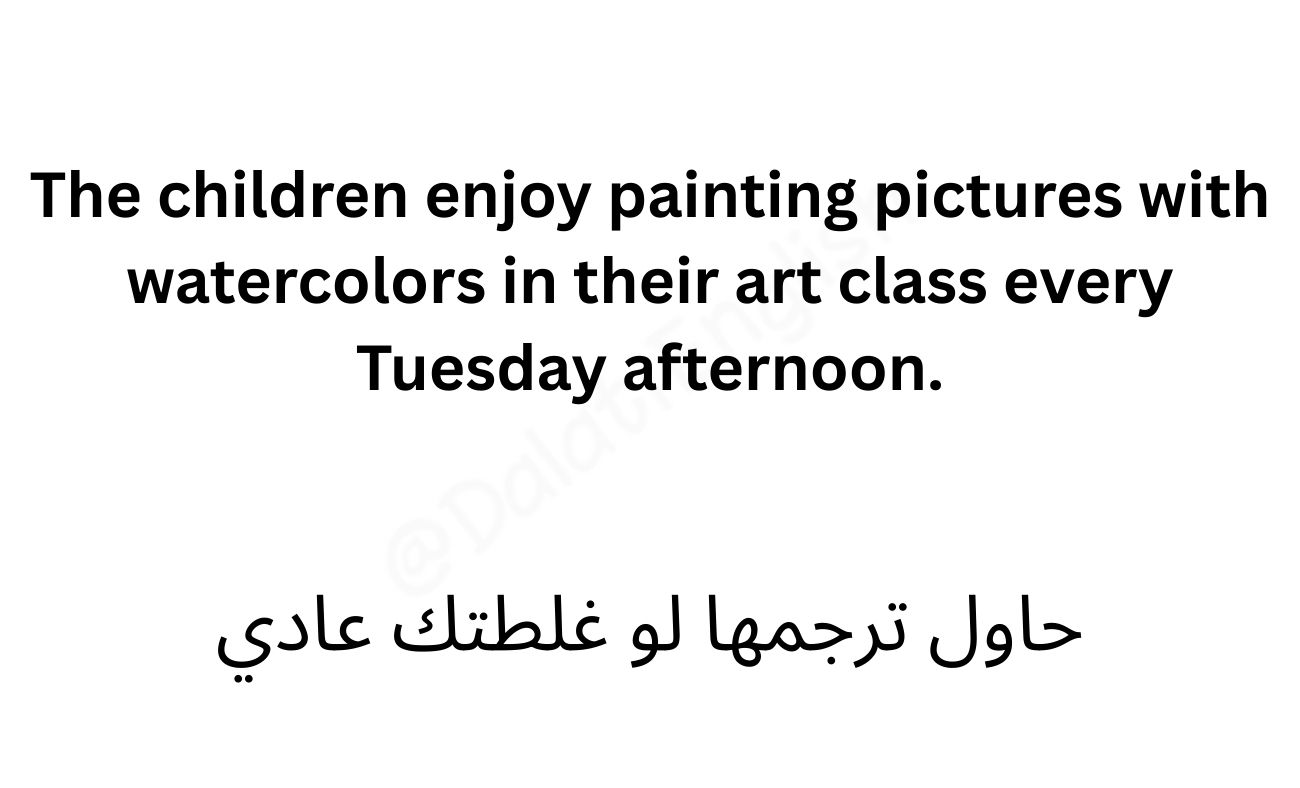 The children enjoy painting pictures with
watercolors in their art class every
Tuesday afternoon.
@DalatEnglish
حاول ترجمها لو غلطتك عادي